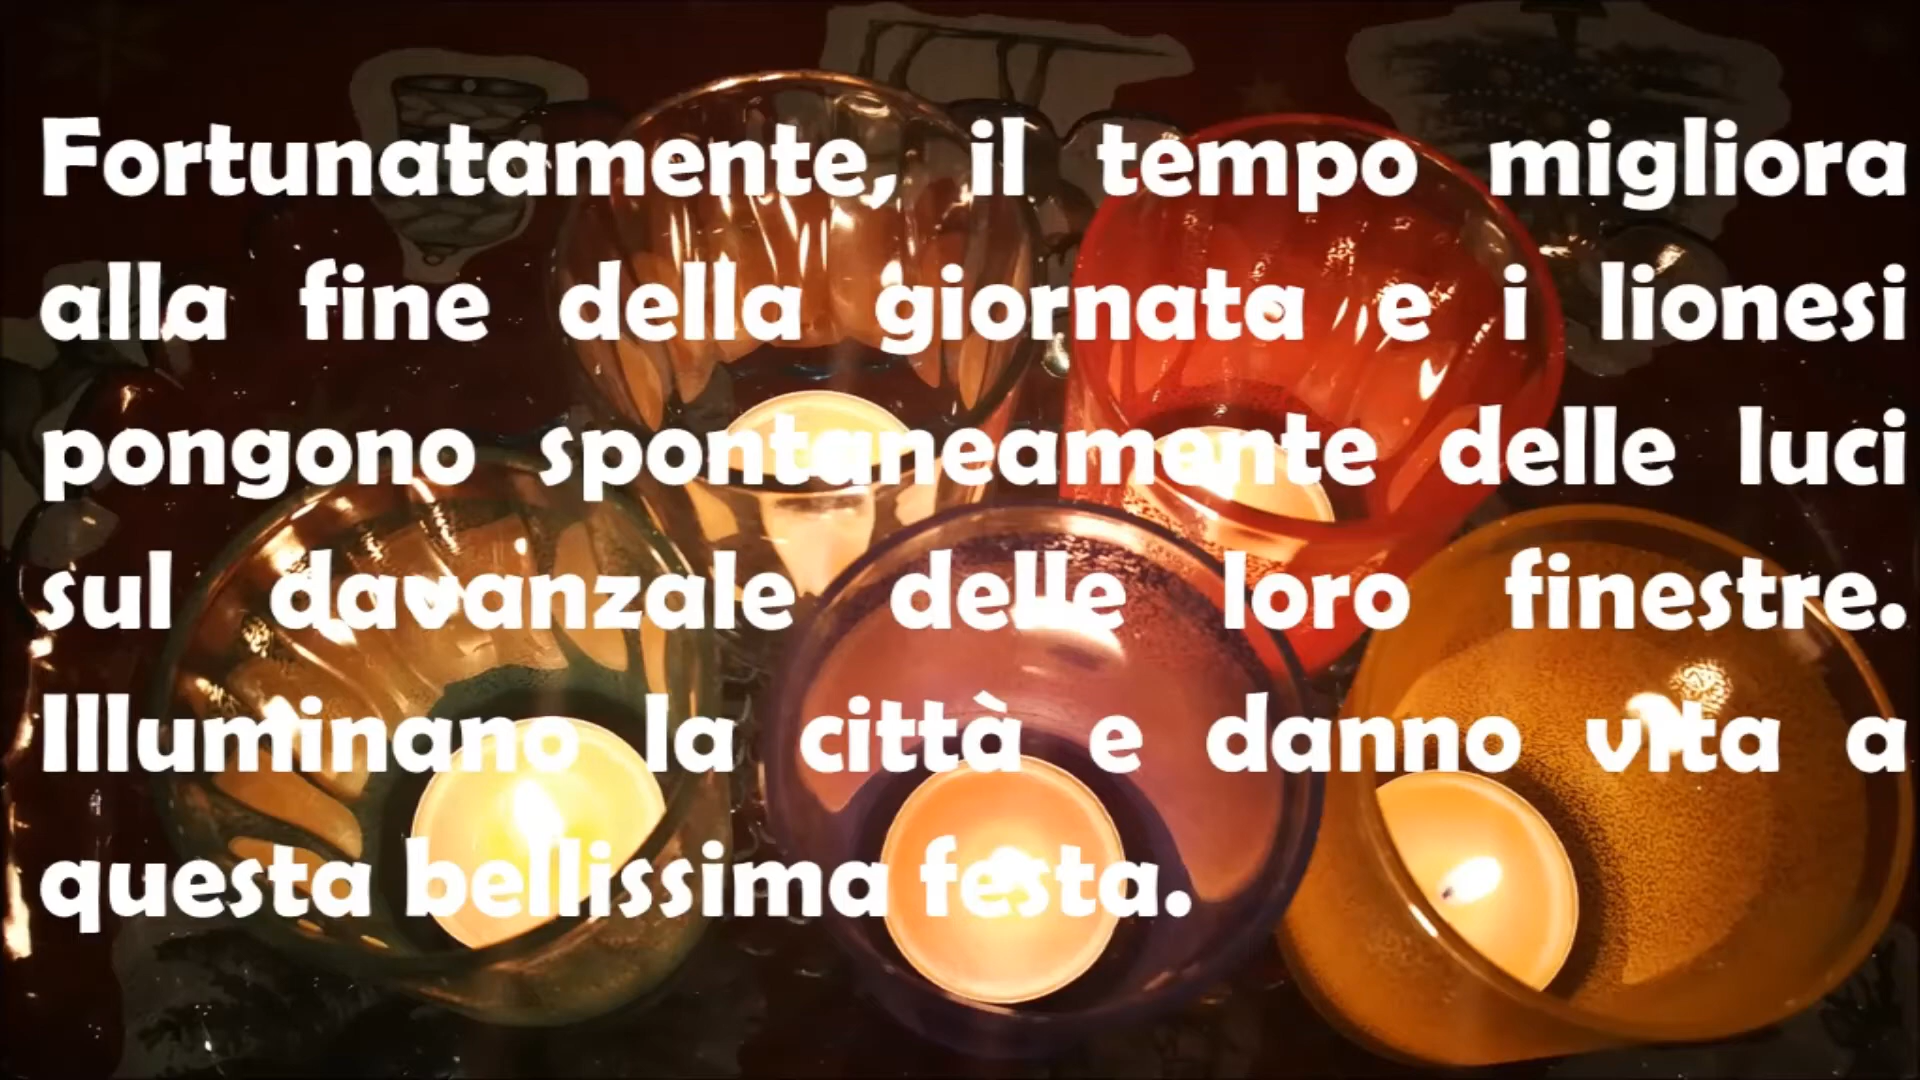 Fortunatamente, il tempo migliora
alla fine della giornata e i lionesi
pongono spontaneamente delle luci
sul davanzale delle loro finestre.
Illuminano la città e danno vita a
questa bellissima festa.